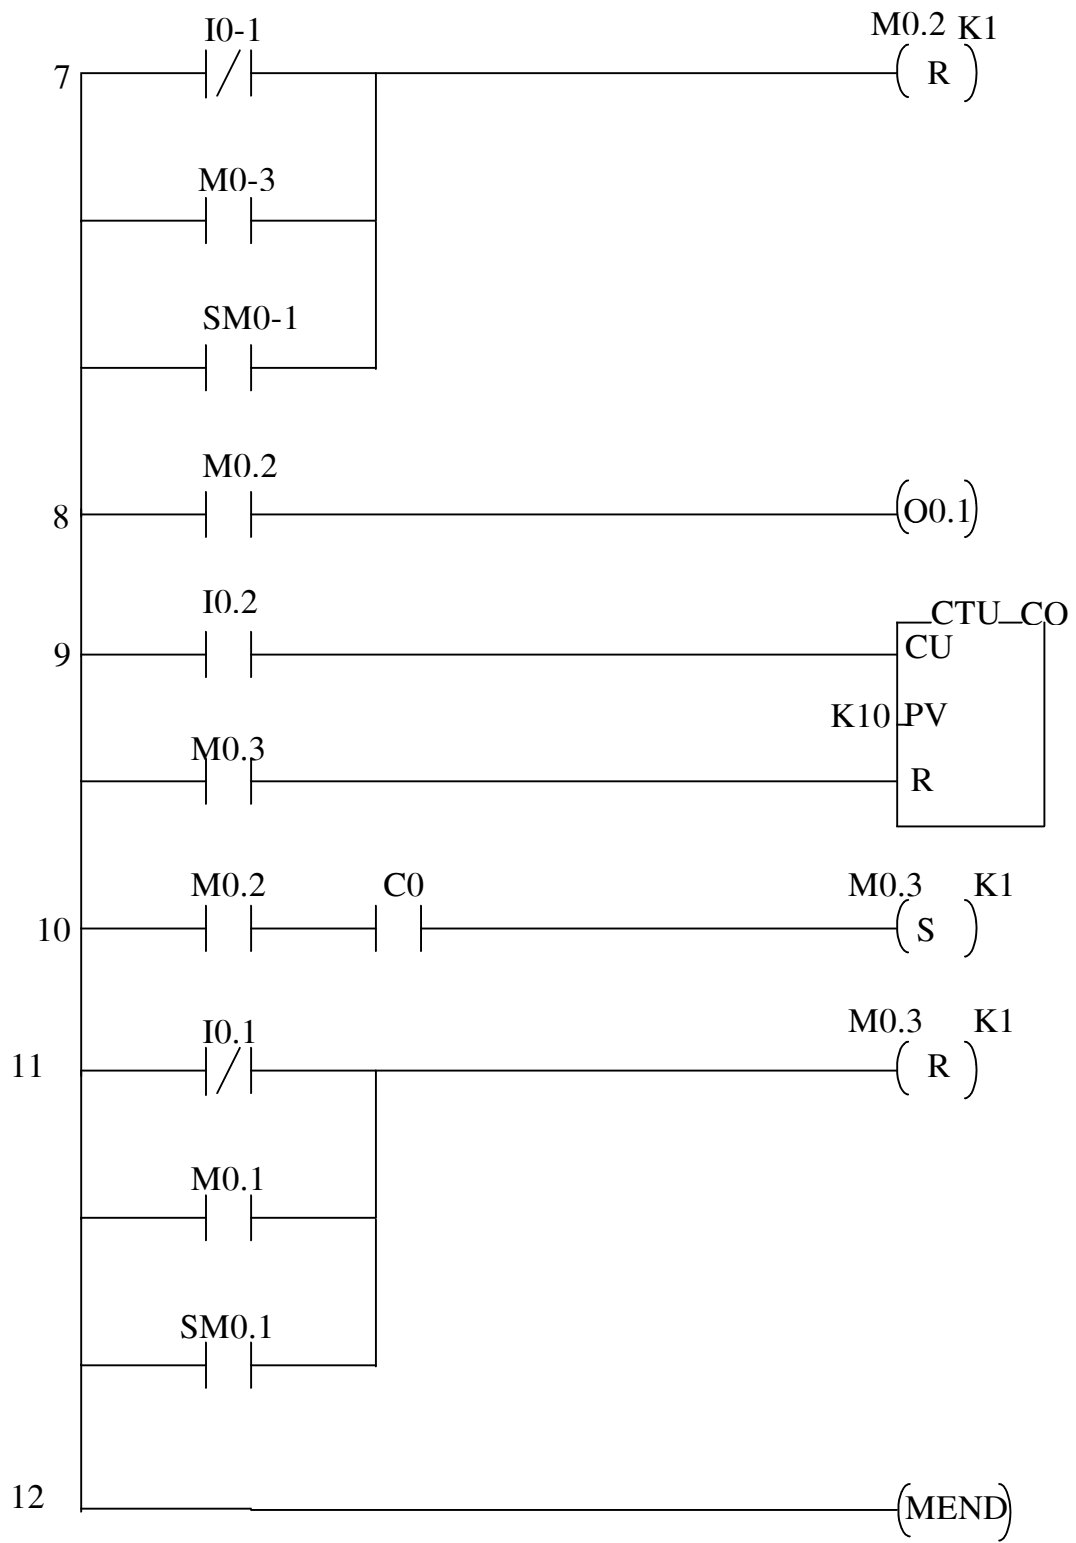 I0-1
M0.2 K1
7
R
M0-3
SM0-1
M0.2
8
O0.1
I0.2
CTU CO
9
CU
K10 PV
M0.3
R
M0.2 C0 M0.3 K1
10
S
I0.1
M0.3 K1
11
R
M0.1
SM0.1
12
MEND